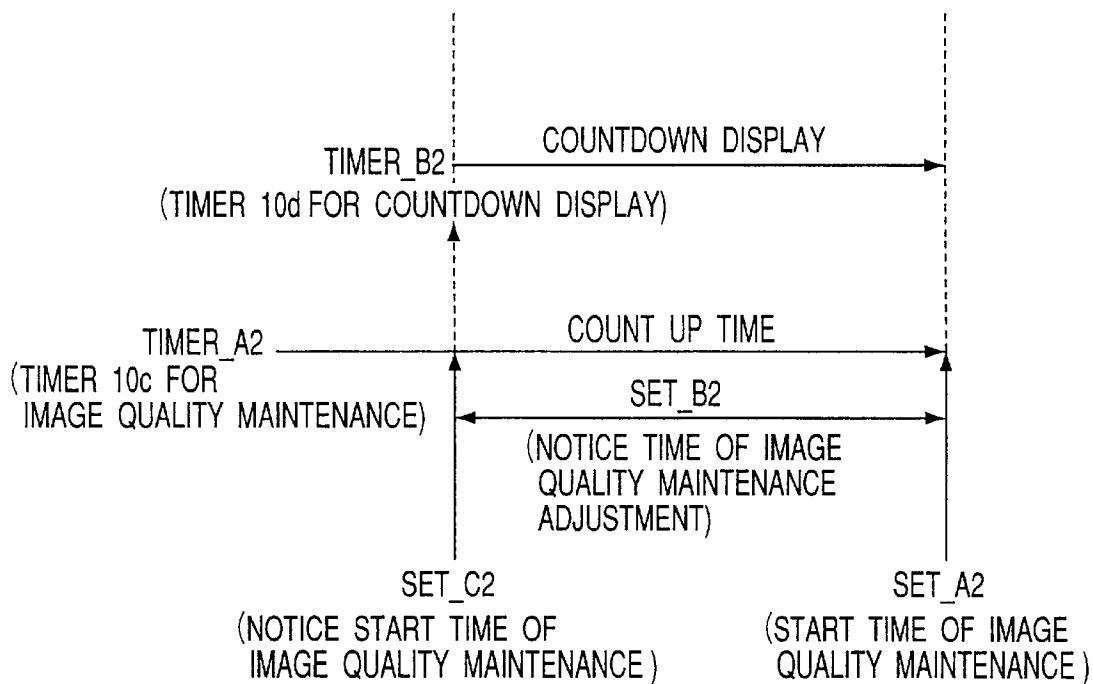 COUNTDOWN DISPLAY
TIMER_B2
(TIMER 10d FOR COUNTDOWN DISPLAY)
COUNT UP TIME
TIMER_A2
(TIMER 10c FOR
IMAGE QUALITY MAINTENANCE)
SET_B2
(NOTICE TIME OF IMAGE
QUALITY MAINTENANCE
ADJUSTMENT)
SET_C2
(NOTICE START TIME OF
IMAGE QUALITY MAINTENANCE)
SET_A2
(START TIME OF IMAGE
QUALITY MAINTENANCE)